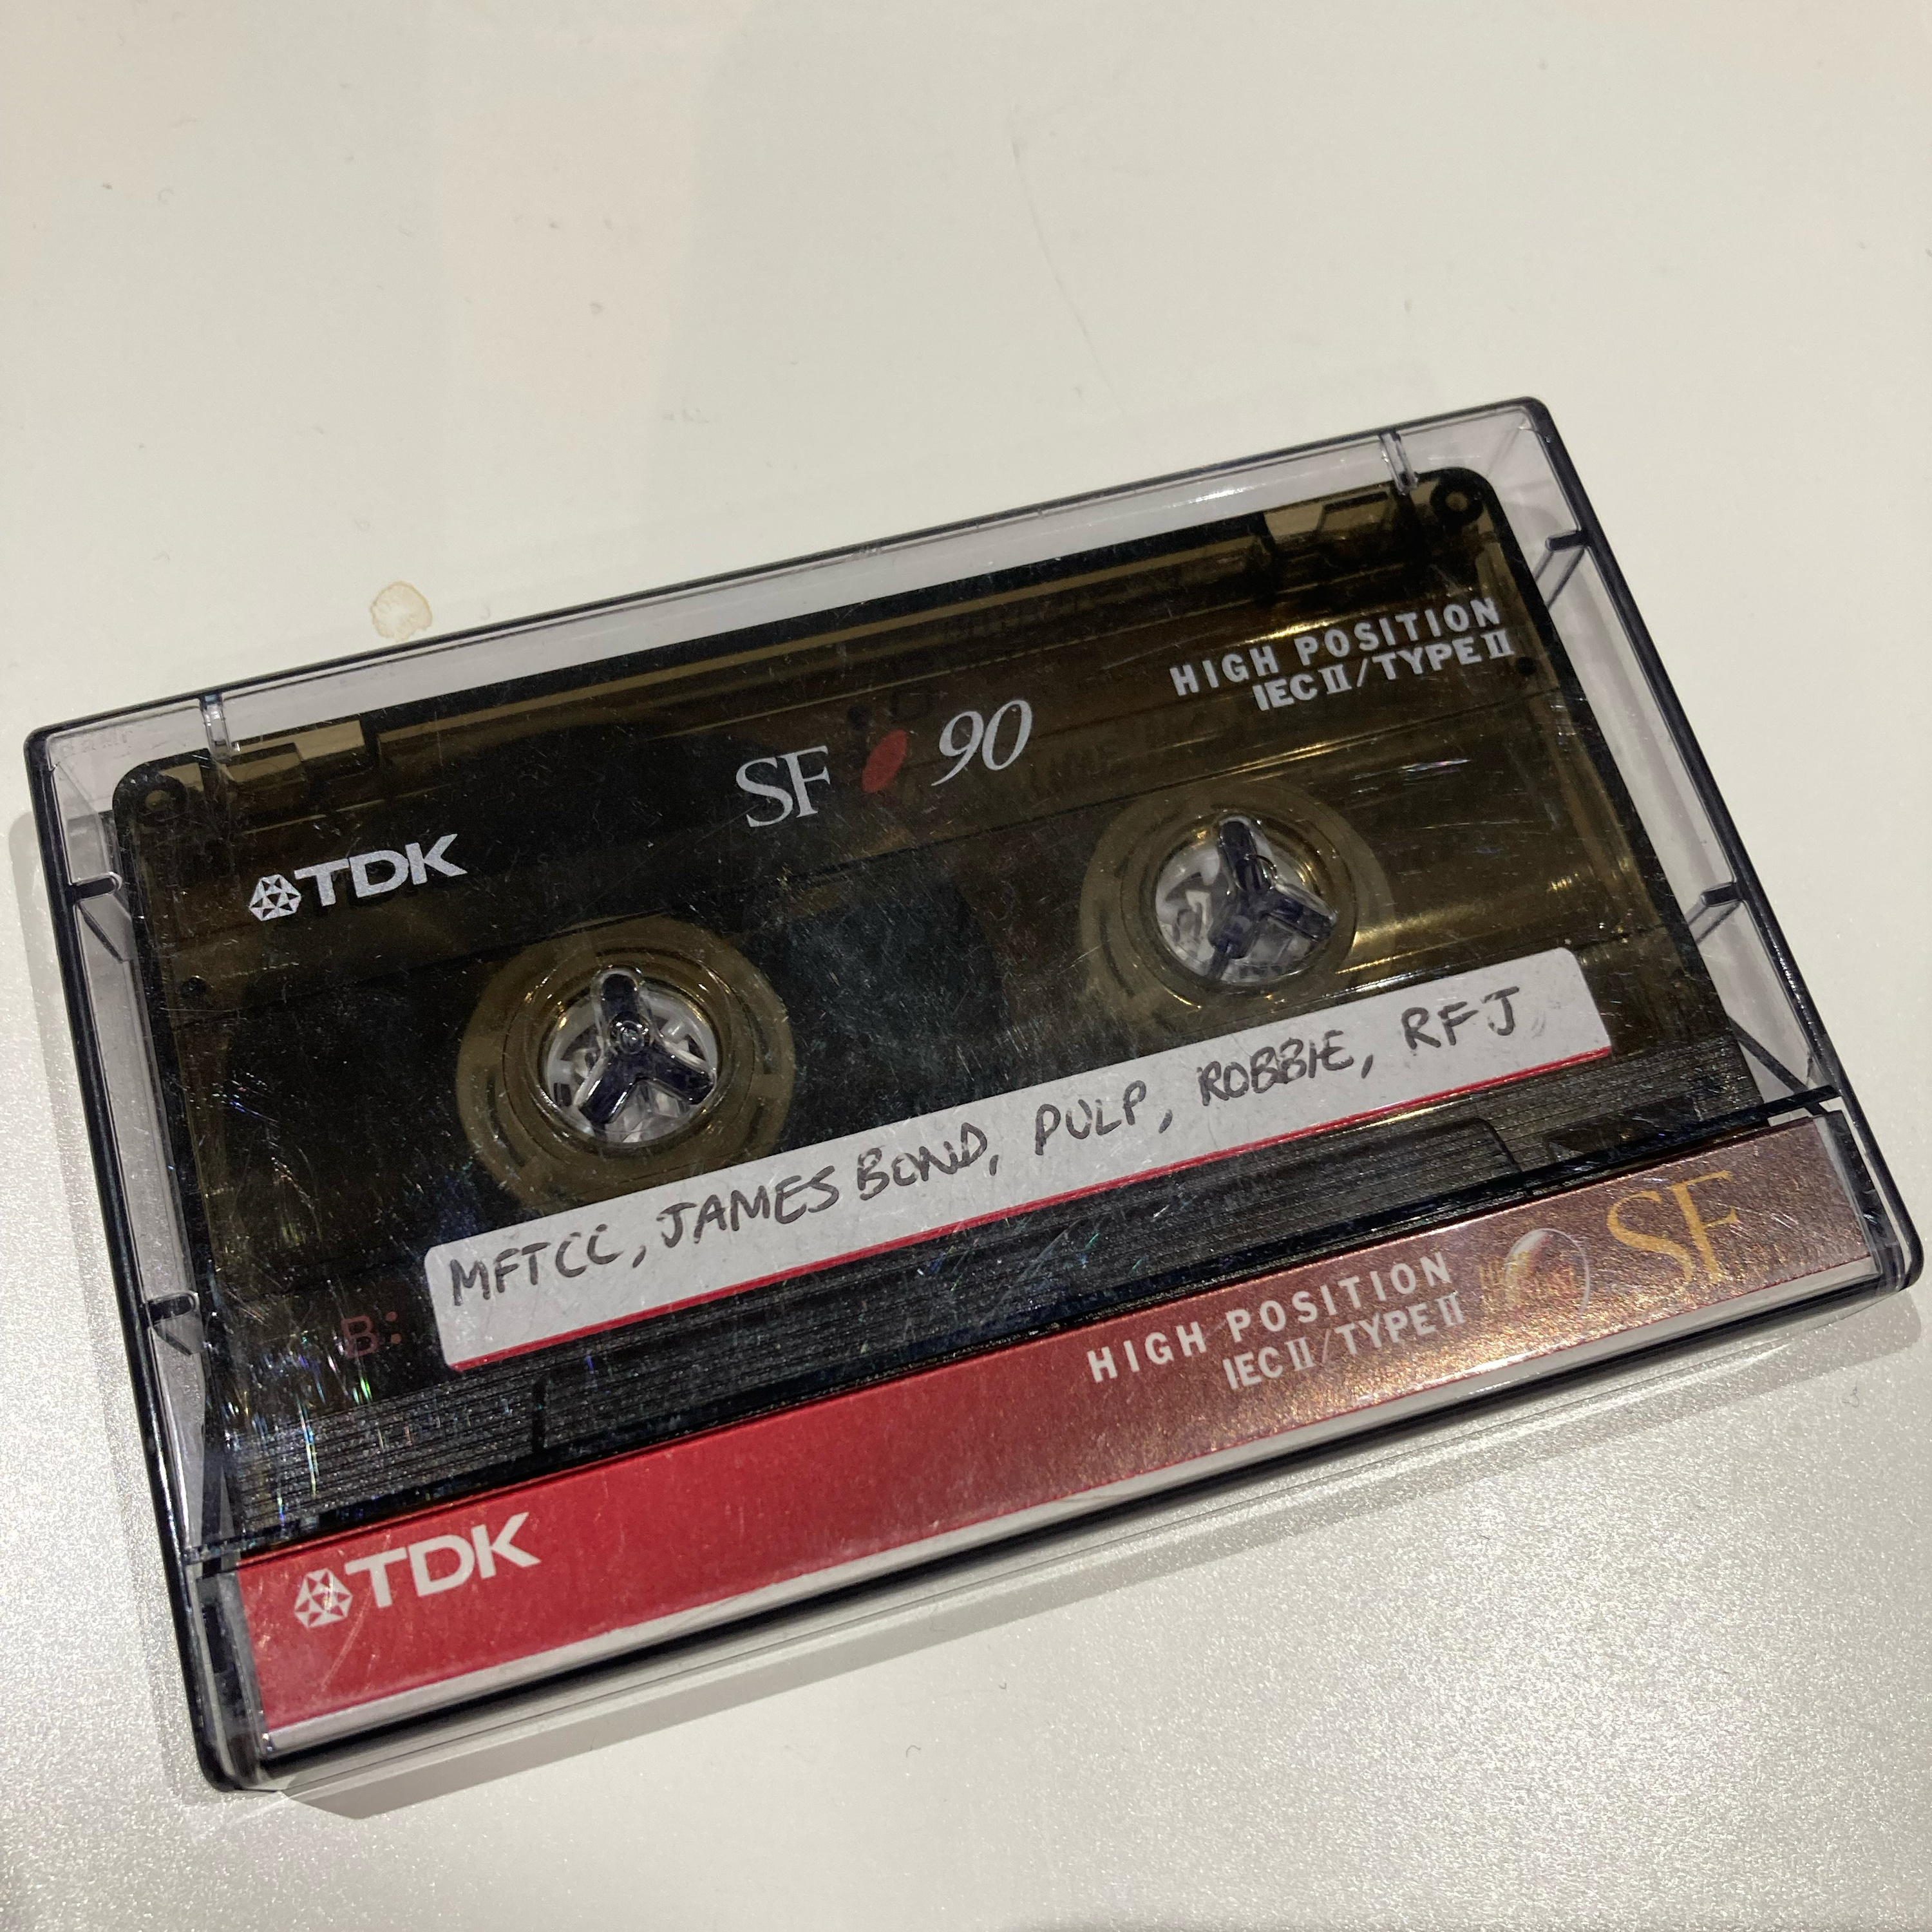 HIGH POSITION
IEC II/TYPE II
SF 90
TDK
MFTCC, JAMES BOND, PULP, ROBBIE, RFJ
B:
HIGH POSITION
IEC II/TYPE II
SF
TDK